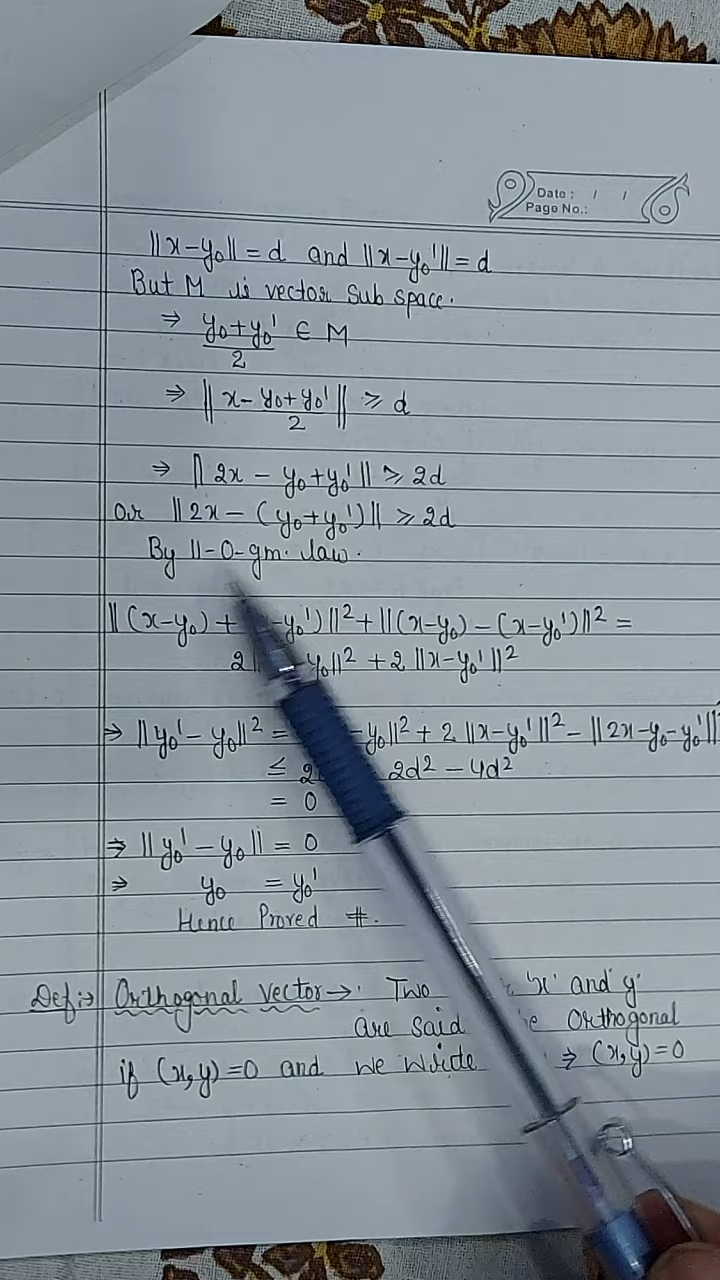 Date : / /
Page No.:
||x-y₀|| = d and ||x-y₀'|| = d
But M is vector Sub space.
⇒ y₀+y₀'/2 ∈ M
⇒ ||x- y₀+y₀'/2|| ≥ d
⇒ ||2x - y₀+y₀'|| ≥ 2d
Or ||2x - (y₀+y₀')|| ≥ 2d
By ||-0-gm. law.
||(x-y₀) + -y₀')||² + ||(x-y₀) - (x-y₀')||² =
2|| -y₀||² + 2 ||x-y₀'||²
⇒ ||y₀' - y₀||² = -y₀||² + 2 ||x-y₀'||² - ||2x-y₀-y₀'||
≤ 2 2d² - 4d²
= 0
⇒ ||y₀' - y₀|| = 0
⇒ y₀ = y₀'
Hence Proved #.
Def:→ Orthogonal Vector→ Two 'x' and y'
are said Orthogonal
if (x,y)=0 and we write ⇒ (x,y)=0